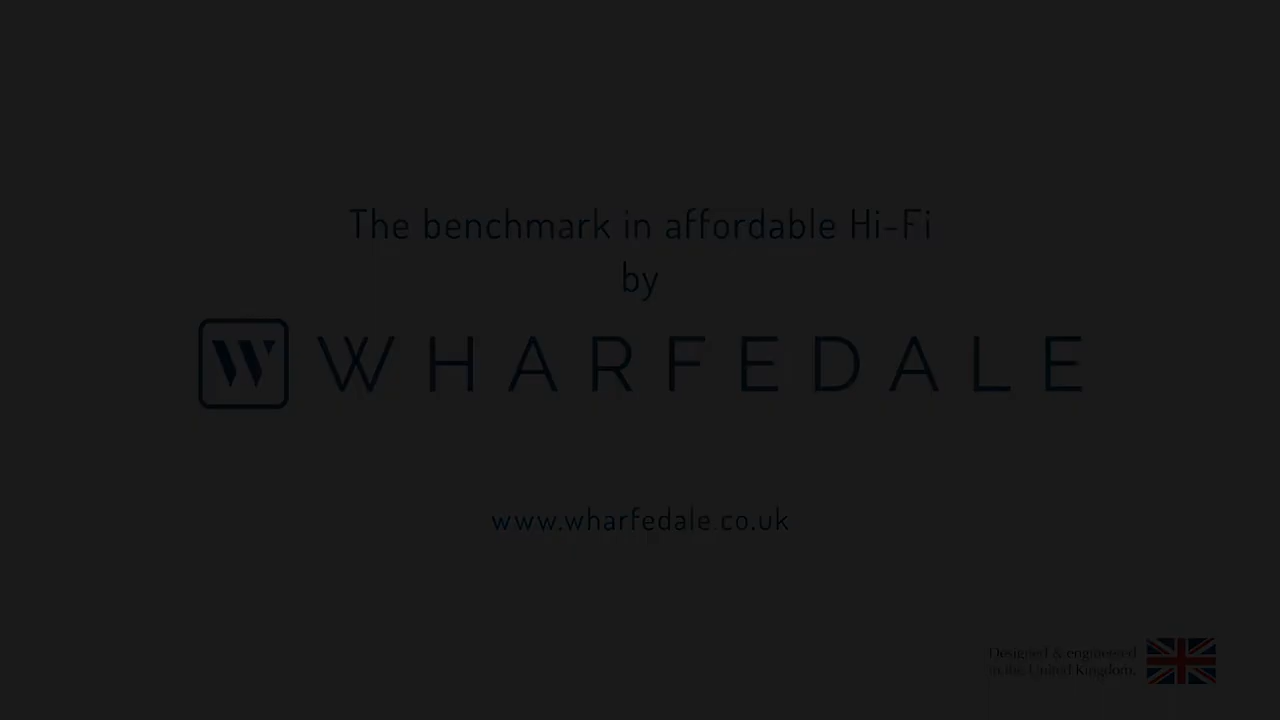 The benchmark in affordable Hi-Fi
by
W WHARFEDALE
www.wharfedale.co.uk
Designed & engineered
in the United Kingdom.